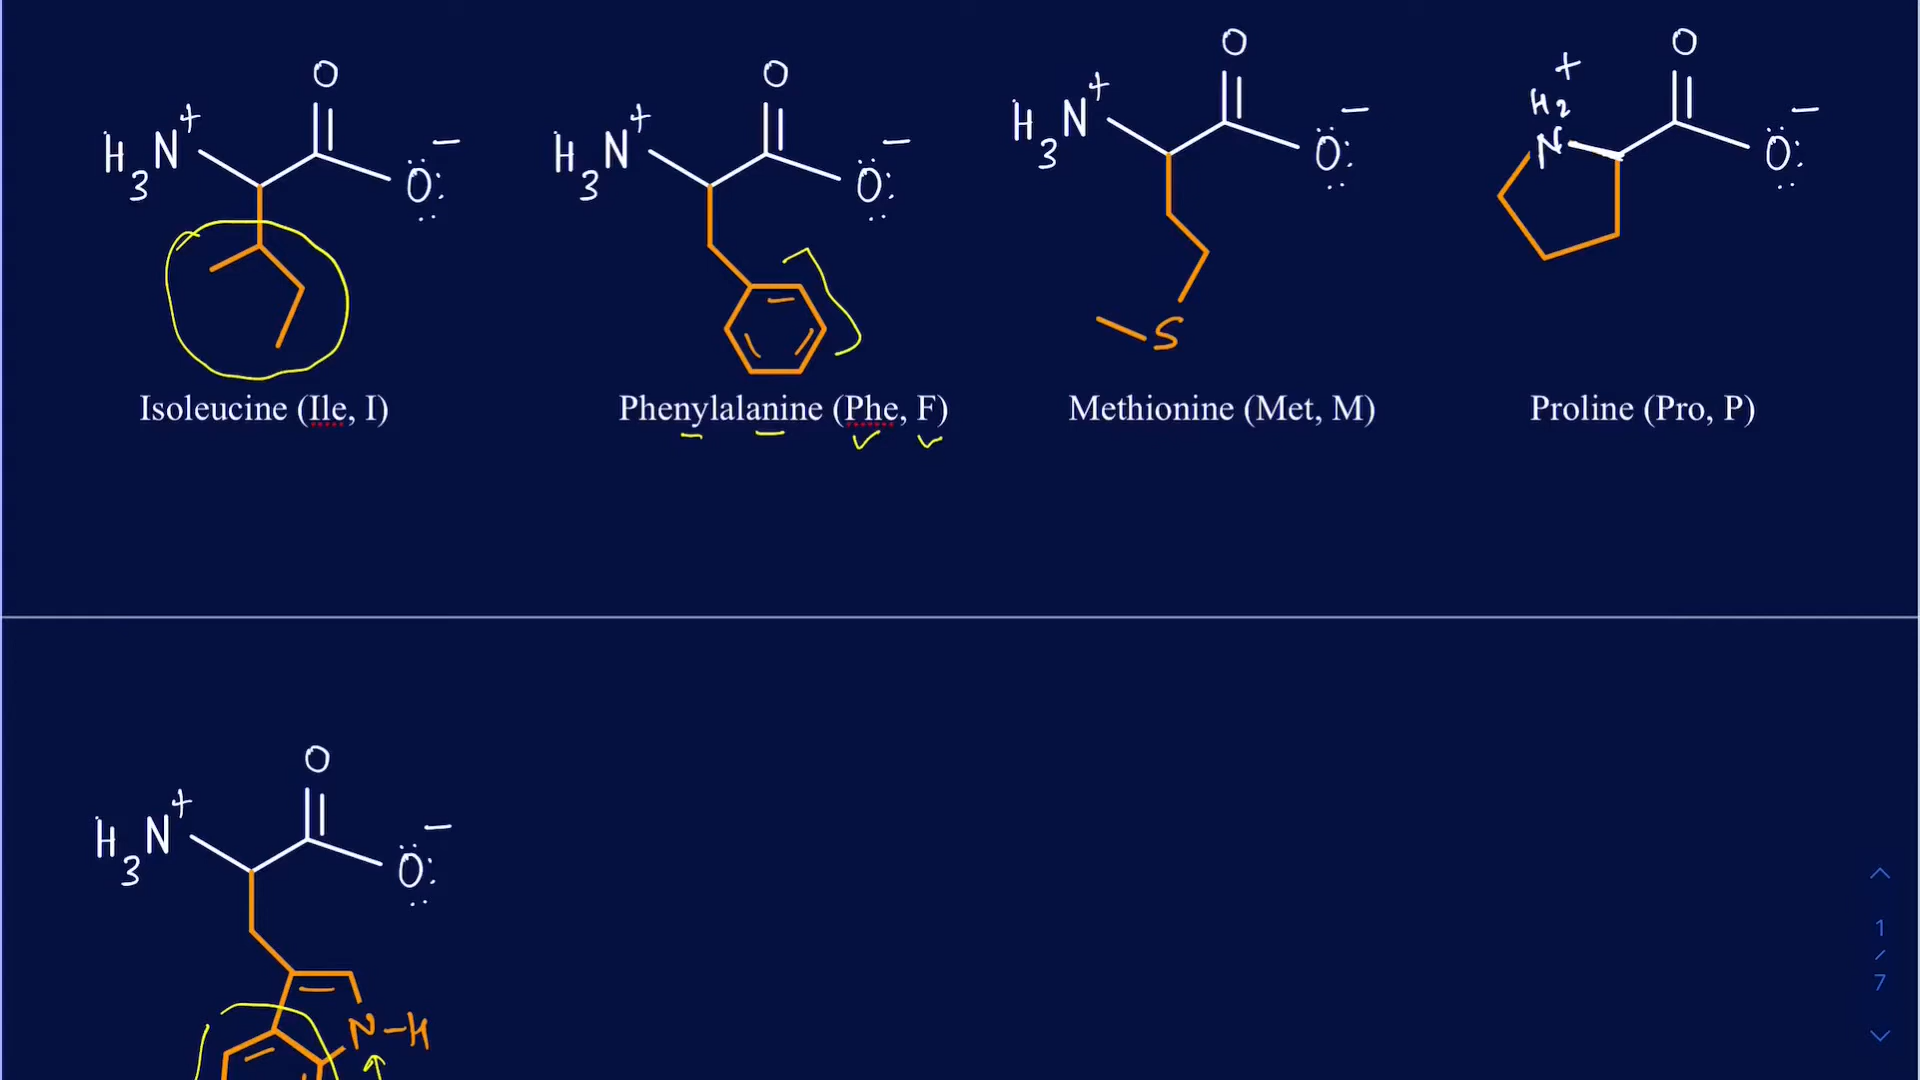 O O O O
H₃N⁺ H₃N⁺ H₃N⁺ H₂ +
N
Ö:⁻ Ö:⁻ Ö:⁻ Ö:⁻
S
Isoleucine (Ile, I) Phenylalanine (Phe, F) Methionine (Met, M) Proline (Pro, P)
O
H₃N⁺ Ö:⁻
N-H
1
/
7